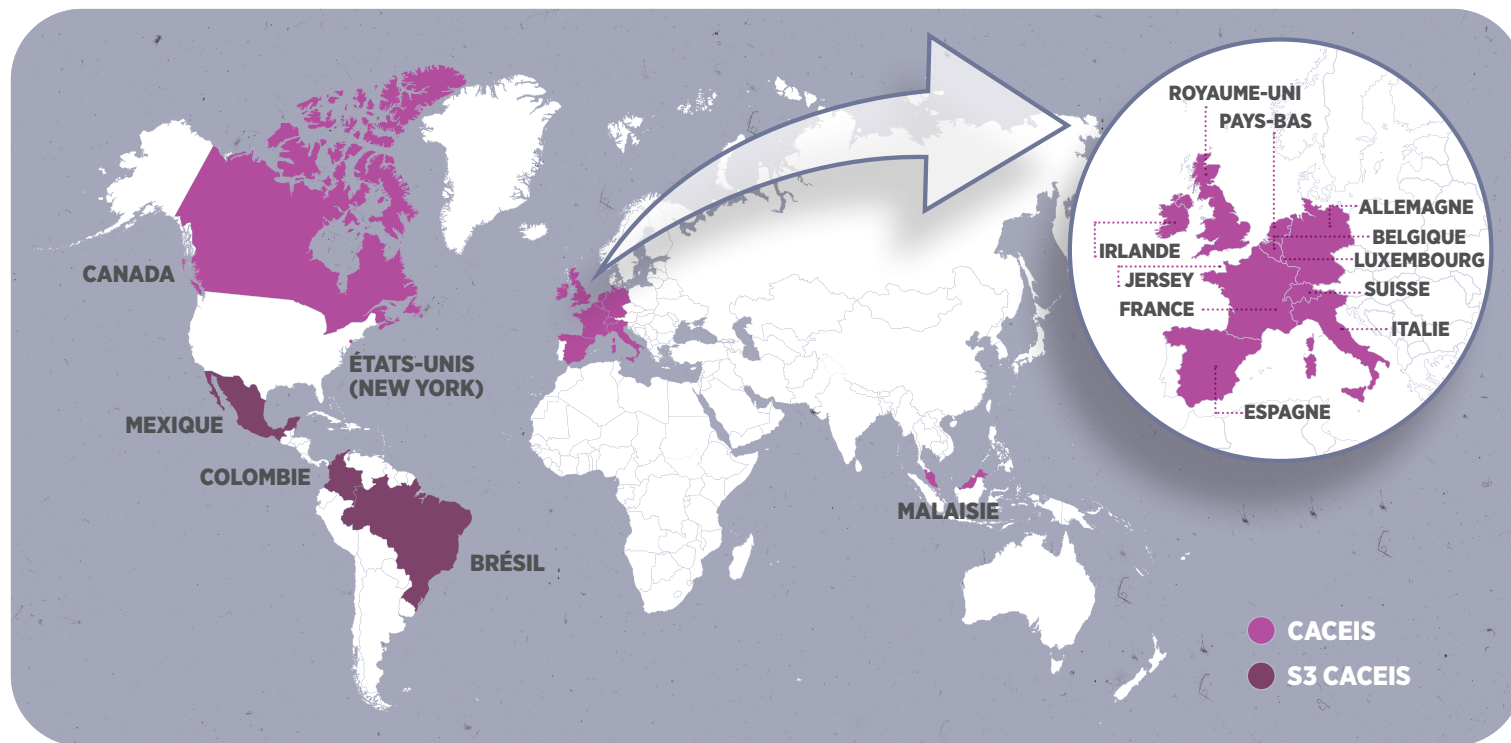 CANADA
ÉTATS-UNIS
(NEW YORK)
MEXIQUE
COLOMBIE
BRÉSIL
MALAISIE
ROYAUME-UNI
PAYS-BAS
ALLEMAGNE
BELGIQUE
IRLANDE
LUXEMBOURG
JERSEY
SUISSE
FRANCE
ITALIE
ESPAGNE
CACEIS
S3 CACEIS